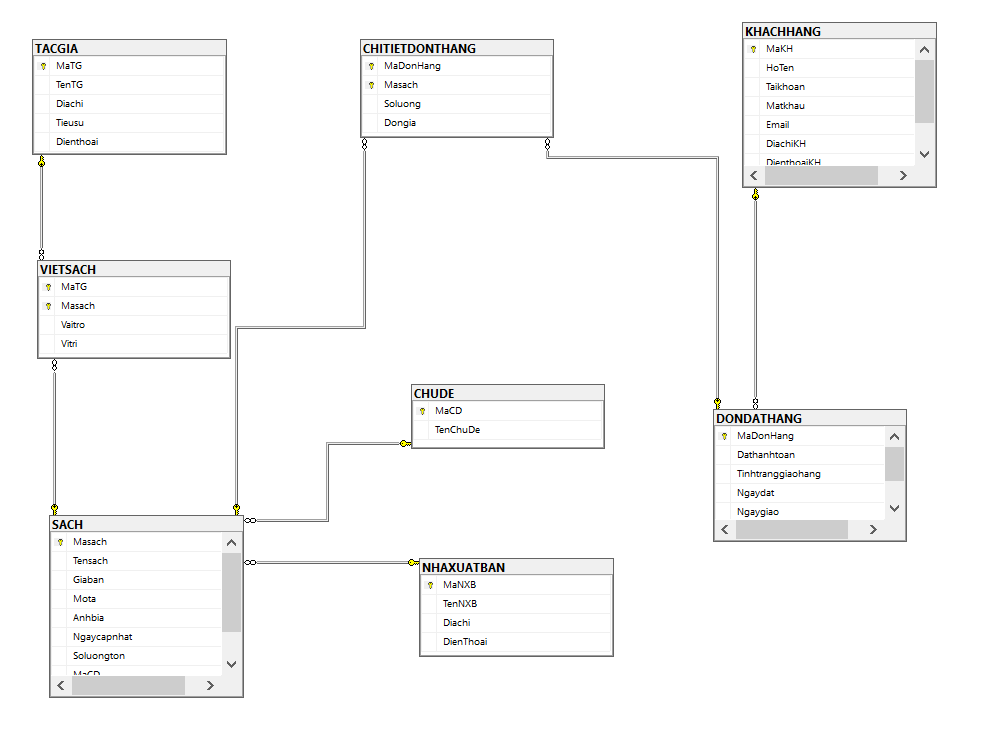 TACGIA
MaTG
TenTG
Diachi
Tieusu
Dienthoai
CHITIETDONTHANG
MaDonHang
Masach
Soluong
Dongia
KHACHHANG
MaKH
HoTen
Taikhoan
Matkhau
Email
DiachiKH
DienthoaiKH
VIETSACH
MaTG
Masach
Vaitro
Vitri
CHUDE
MaCD
TenChuDe
DONDATHANG
MaDonHang
Dathanhtoan
Tinhtranggiaohang
Ngaydat
Ngaygiao
SACH
Masach
Tensach
Giaban
Mota
Anhbia
Ngaycapnhat
Soluongton
MaCD
NHAXUATBAN
MaNXB
TenNXB
Diachi
DienThoai